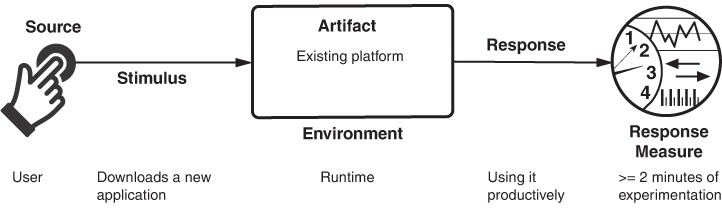 Source
Stimulus
Artifact
Existing platform
Environment
Response
1
2
3
4
Response
Measure
User
Downloads a new
application
Runtime
Using it
productively
>= 2 minutes of
experimentation